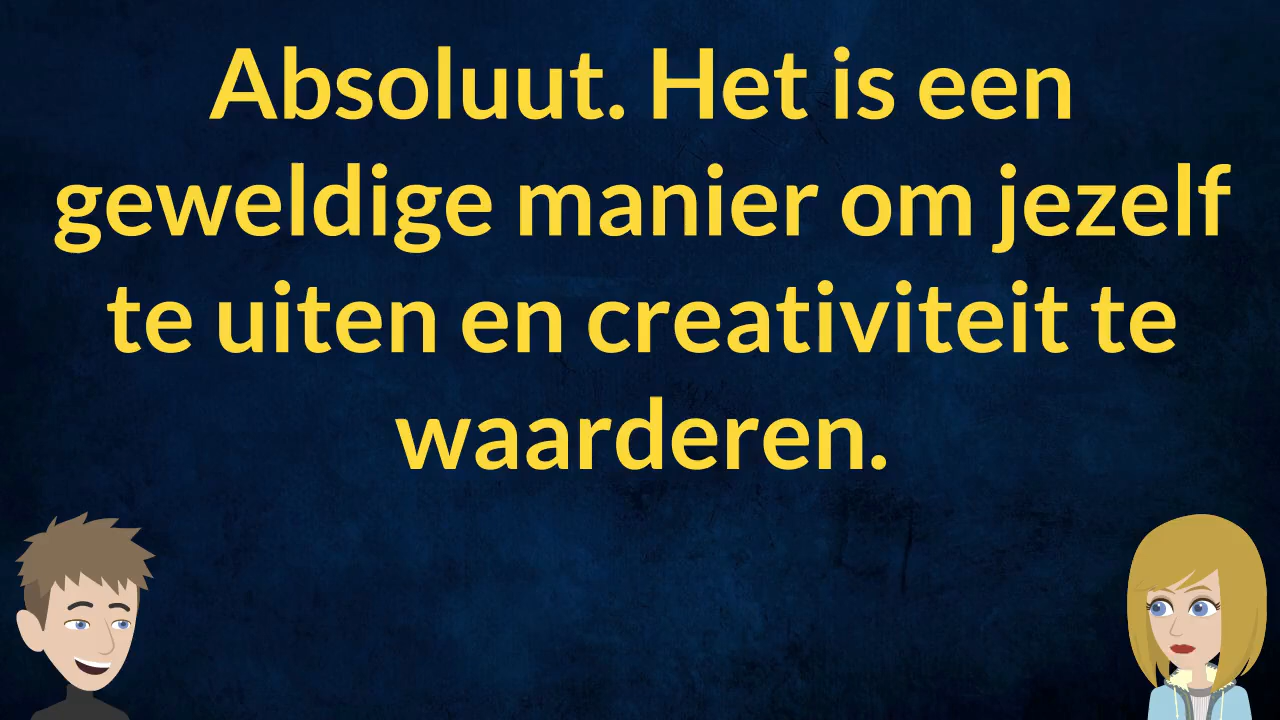 Absoluut. Het is een
geweldige manier om jezelf
te uiten en creativiteit te
waarderen.